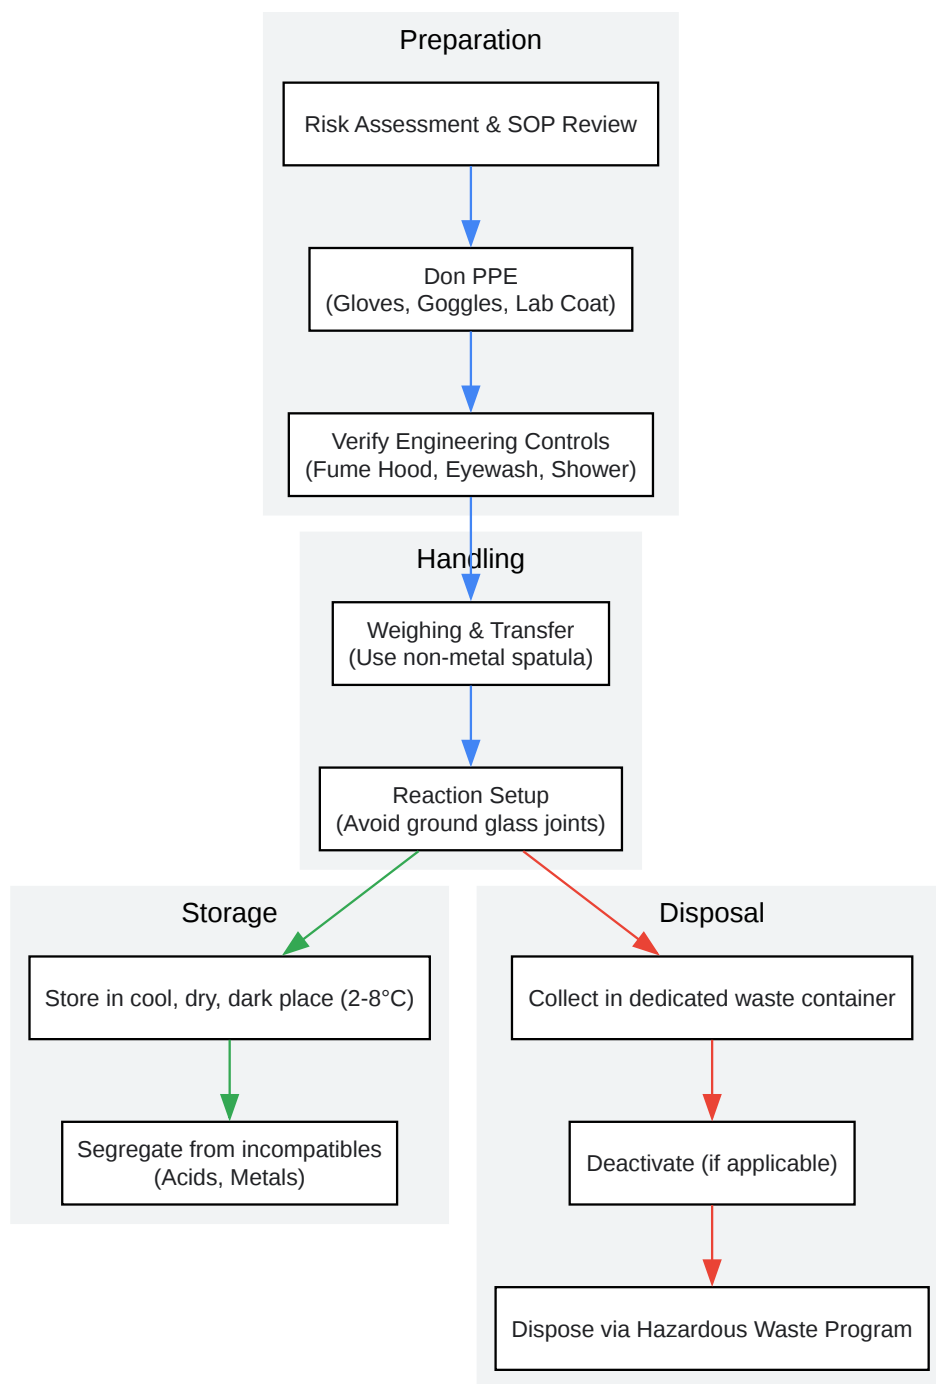 Preparation
Risk Assessment & SOP Review
Don PPE
(Gloves, Goggles, Lab Coat)
Verify Engineering Controls
(Fume Hood, Eyewash, Shower)
Handling
Weighing & Transfer
(Use non-metal spatula)
Reaction Setup
(Avoid ground glass joints)
Storage
Store in cool, dry, dark place (2-8°C)
Segregate from incompatibles
(Acids, Metals)
Disposal
Collect in dedicated waste container
Deactivate (if applicable)
Dispose via Hazardous Waste Program